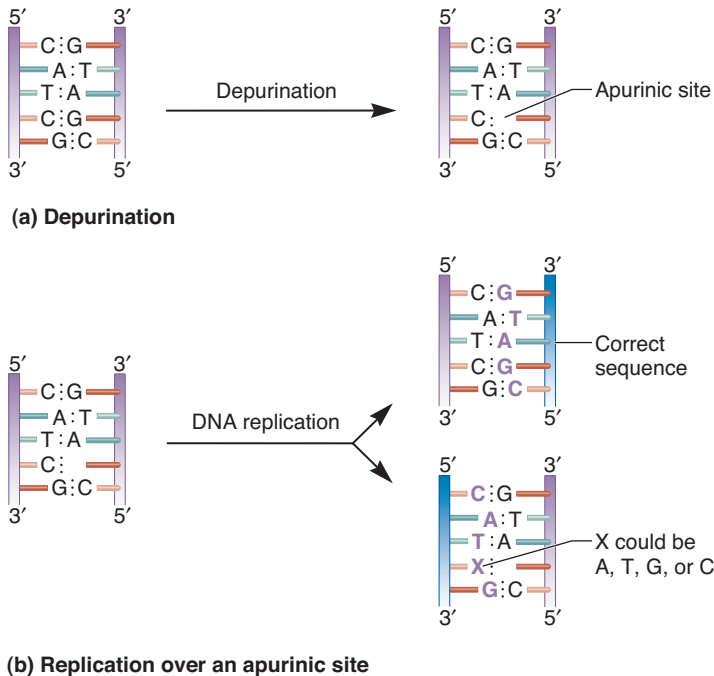 5′ 3′ 5′ 3′
C:G C:G
A:T A:T
T:A Depurination T:A Apurinic site
C:G C:
G:C G:C
3′ 5′ 3′ 5′
(a) Depurination
5′ 3′
C:G
A:T
T:A Correct
C:G sequence
G:C
3′ 5′
5′ 3′
C:G
A:T DNA replication
T:A
C:
G:C
3′ 5′
5′ 3′
C:G
A:T
T:A X could be
X: A, T, G, or C
G:C
3′ 5′
(b) Replication over an apurinic site